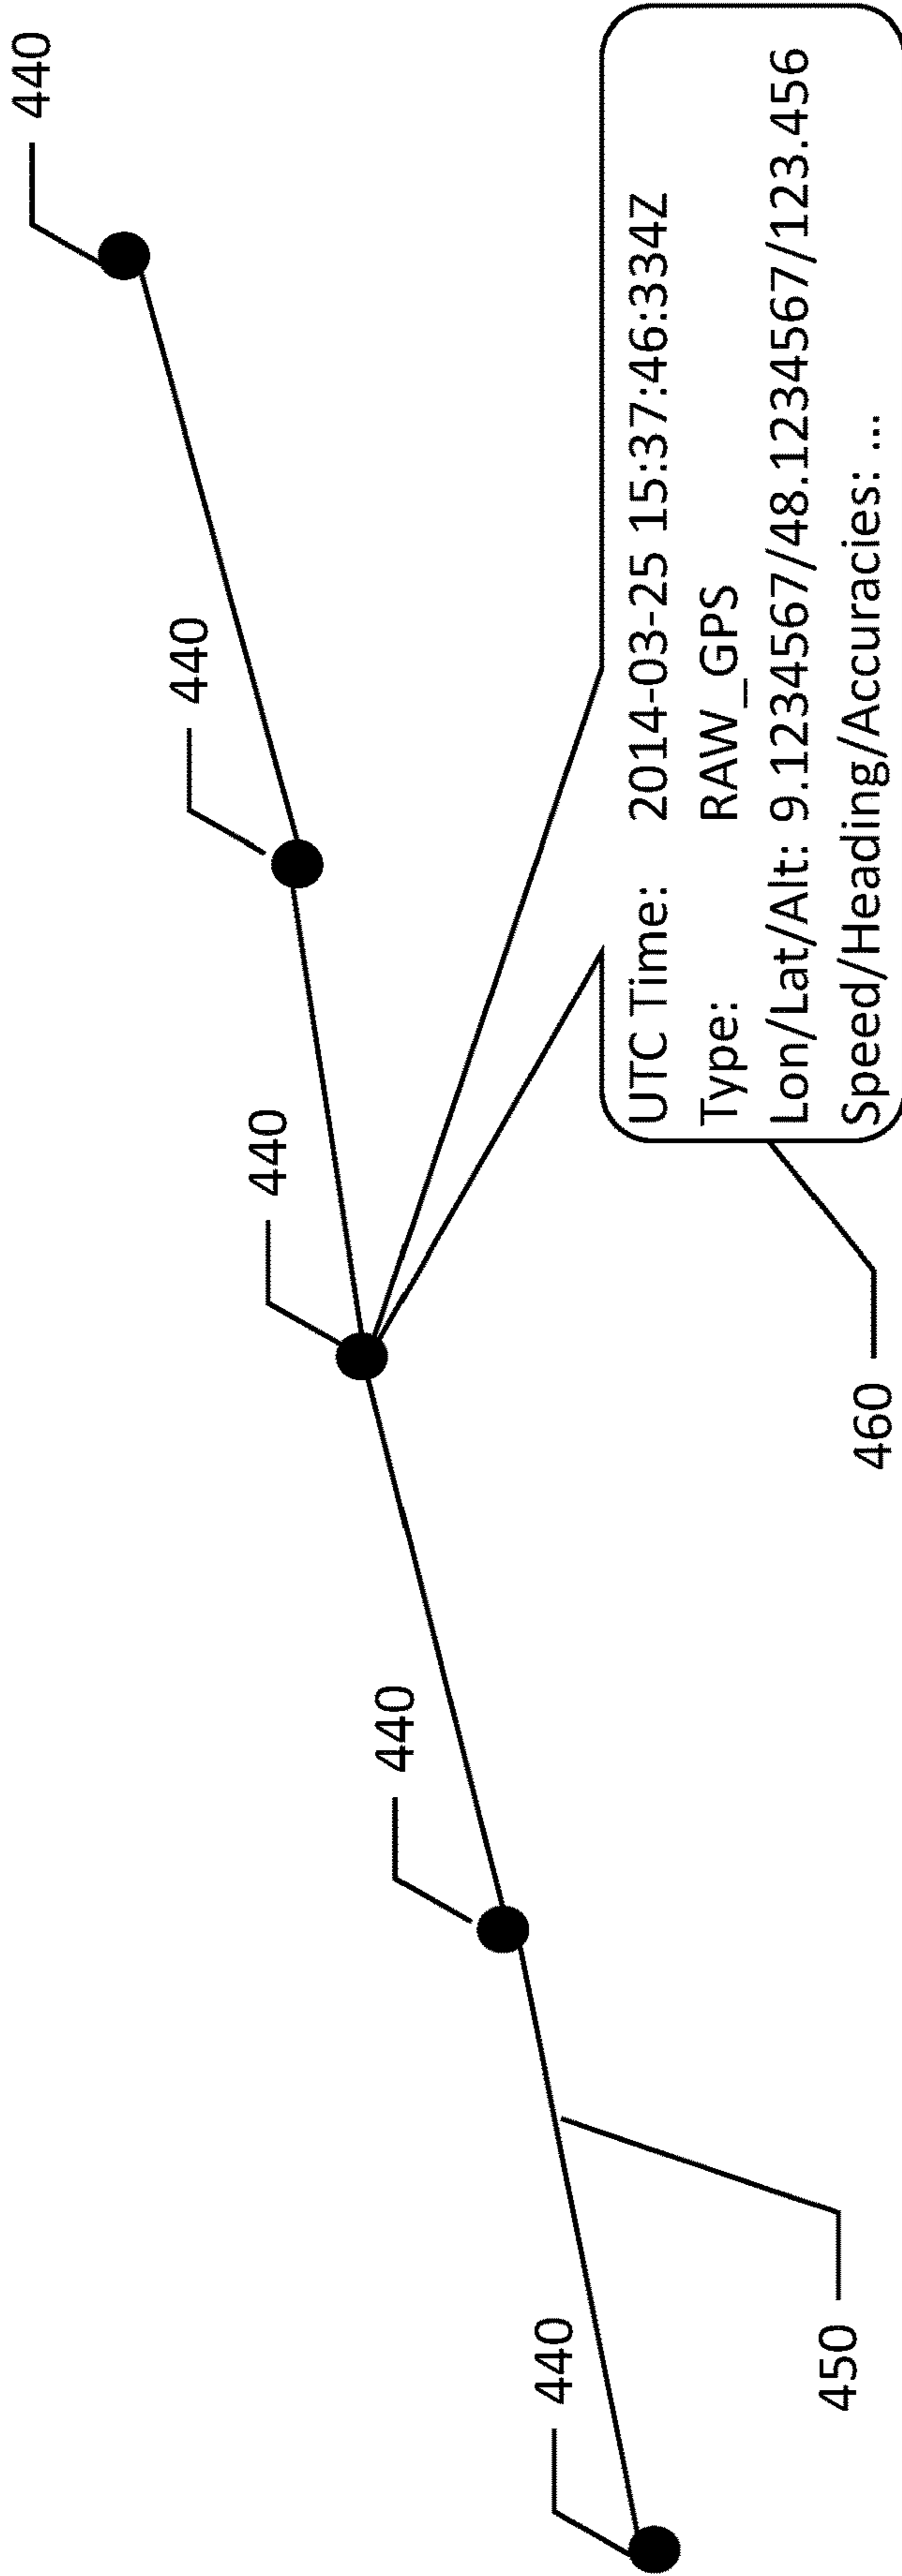 440
440
440
440
440
450
460
UTC Time: 2014-03-25 15:37:46:334Z
Type: RAW_GPS
Lon/Lat/Alt: 9.1234567/48.1234567/123.456
Speed/Heading/Accuracies: ...